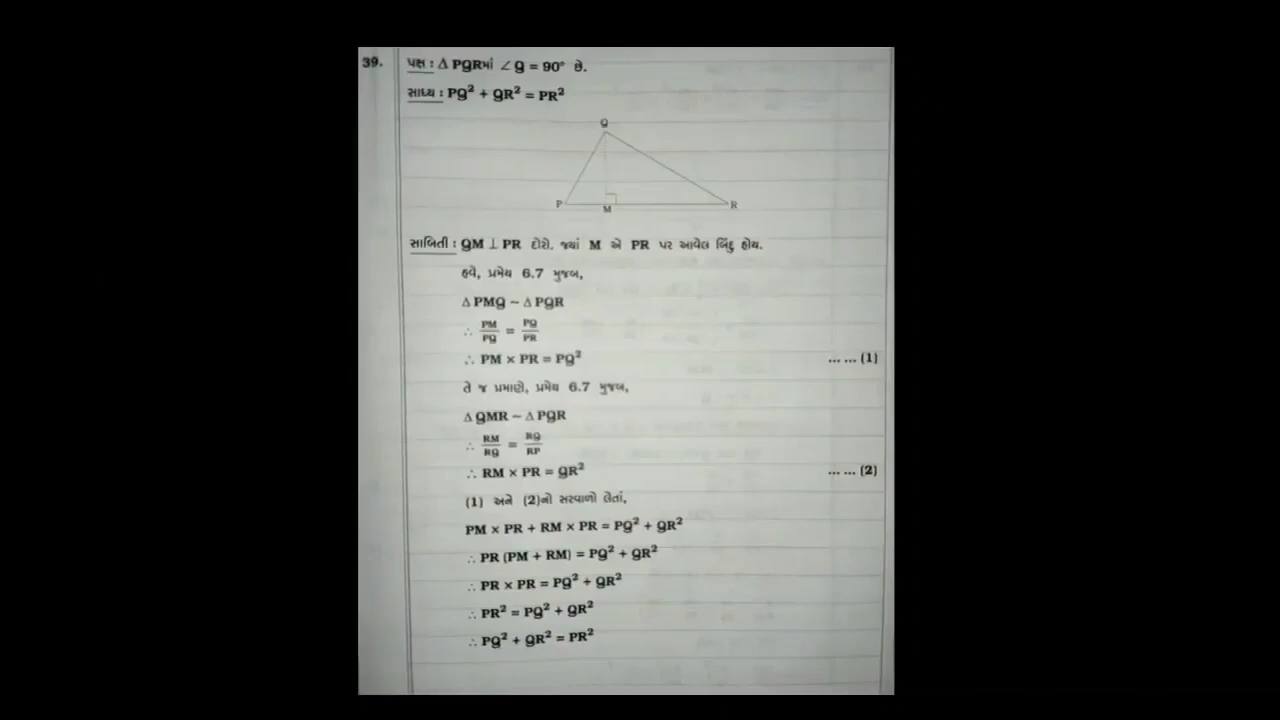 39. પક્ષ : Δ PQRમાં ∠ Q = 90° છે.
સાધ્ય : PQ² + QR² = PR²
Q
P M R
સાબિતી : QM ⊥ PR દોરો. જ્યાં M એ PR પર આવેલ બિંદુ હોય.
હવે, પ્રમેય 6.7 મુજબ,
Δ PMQ ~ Δ PQR
∴ PM/PQ = PQ/PR
∴ PM × PR = PQ² ... ... (1)
તે જ પ્રમાણે, પ્રમેય 6.7 મુજબ,
Δ QMR ~ Δ PQR
∴ RM/RQ = RQ/RP
∴ RM × PR = QR² ... ... (2)
(1) અને (2)નો સરવાળો લેતાં,
PM × PR + RM × PR = PQ² + QR²
∴ PR (PM + RM) = PQ² + QR²
∴ PR × PR = PQ² + QR²
∴ PR² = PQ² + QR²
∴ PQ² + QR² = PR²